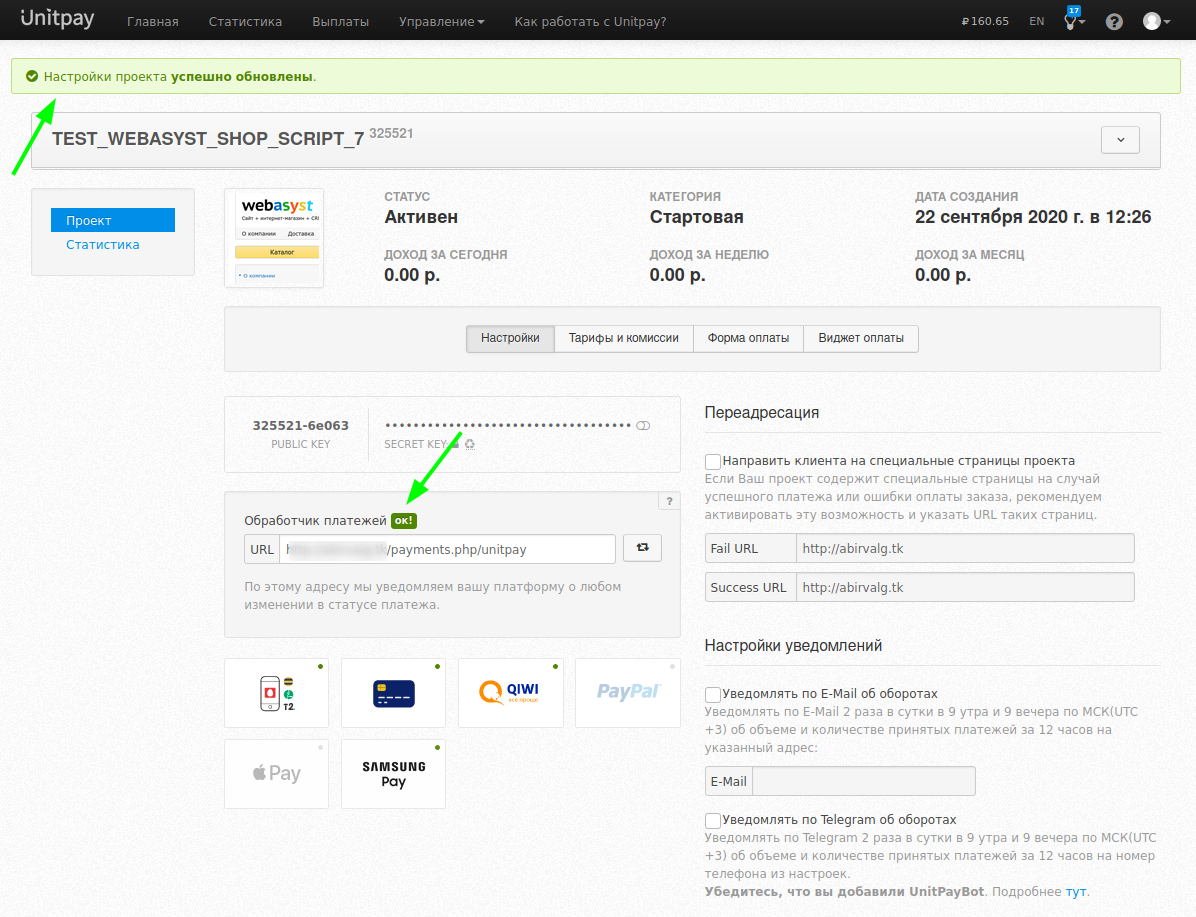 Unitpay Главная Статистика Выплаты Управление Как работать с Unitpay? ₽160.65 EN 17 ?
Настройки проекта успешно обновлены.
TEST_WEBASYST_SHOP_SCRIPT_7 325521
Проект
Статистика
webasyst
Сайт + интернет-магазин + CRI
О компании Доставка
Каталог
• О компании
СТАТУС
Активен
КАТЕГОРИЯ
Стартовая
ДАТА СОЗДАНИЯ
22 сентября 2020 г. в 12:26
ДОХОД ЗА СЕГОДНЯ
0.00 р.
ДОХОД ЗА НЕДЕЛЮ
0.00 р.
ДОХОД ЗА МЕСЯЦ
0.00 р.
Настройки Тарифы и комиссии Форма оплаты Виджет оплаты
325521-6e063
PUBLIC KEY
SECRET KEY
?
Обработчик платежей ок!
URL /payments.php/unitpay
По этому адресу мы уведомляем вашу платформу о любом
изменении в статусе платежа.
T2.
QIWI
все проще
PayPal
Pay
SAMSUNG
Pay
Переадресация
Направить клиента на специальные страницы проекта
Если Ваш проект содержит специальные страницы на случай
успешного платежа или ошибки оплаты заказа, рекомендуем
активировать эту возможность и указать URL таких страниц.
Fail URL http://abirvalg.tk
Success URL http://abirvalg.tk
Настройки уведомлений
Уведомлять по E-Mail об оборотах
Уведомлять по E-Mail 2 раза в сутки в 9 утра и 9 вечера по МСК(UTC
+3) об объеме и количестве принятых платежей за 12 часов на
указанный адрес:
E-Mail
Уведомлять по Telegram об оборотах
Уведомлять по Telegram 2 раза в сутки в 9 утра и 9 вечера по МСК(UTC
+3) об объеме и количестве принятых платежей за 12 часов на номер
телефона из настроек.
Убедитесь, что вы добавили UnitPayBot. Подробнее тут.